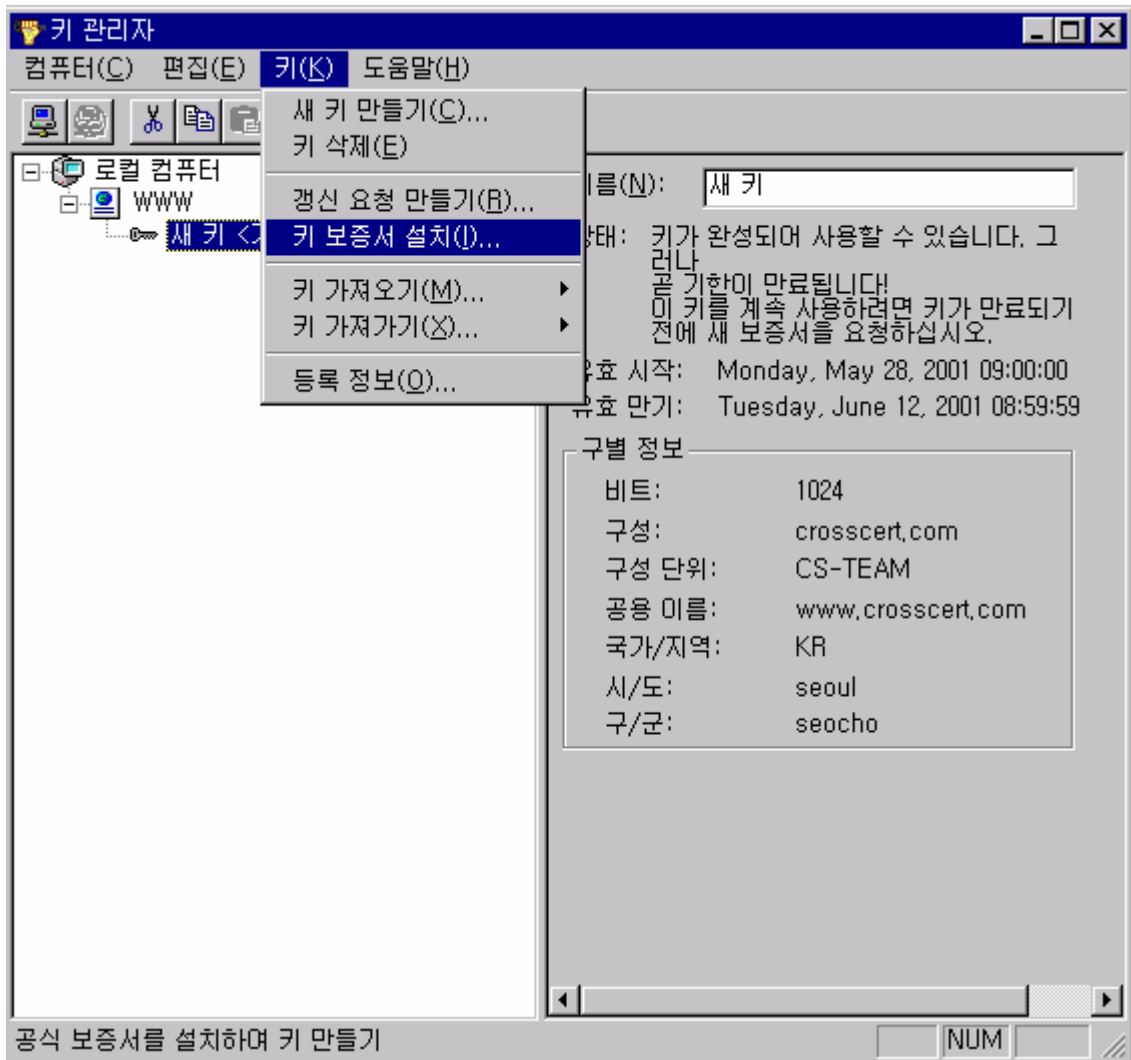 키 관리자
컴퓨터(C) 편집(E) 키(K) 도움말(H)
새 키 만들기(C)...
키 삭제(E)
갱신 요청 만들기(R)...
키 보증서 설치(I)...
키 가져오기(M)...
키 가져가기(X)...
등록 정보(O)...
로컬 컴퓨터
WWW
새 키
이름(N): 새 키
상태: 키가 완성되어 사용할 수 있습니다. 그
러나
곧 기한이 만료됩니다!
이 키를 계속 사용하려면 키가 만료되기
전에 새 보증서을 요청하십시오.
유효 시작: Monday, May 28, 2001 09:00:00
유효 만기: Tuesday, June 12, 2001 08:59:59
구별 정보
비트: 1024
구성: crosscert.com
구성 단위: CS-TEAM
공용 이름: www.crosscert.com
국가/지역: KR
시/도: seoul
구/군: seocho
공식 보증서를 설치하여 키 만들기
NUM